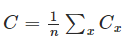 C = \frac{1}{n} \sum_x C_x